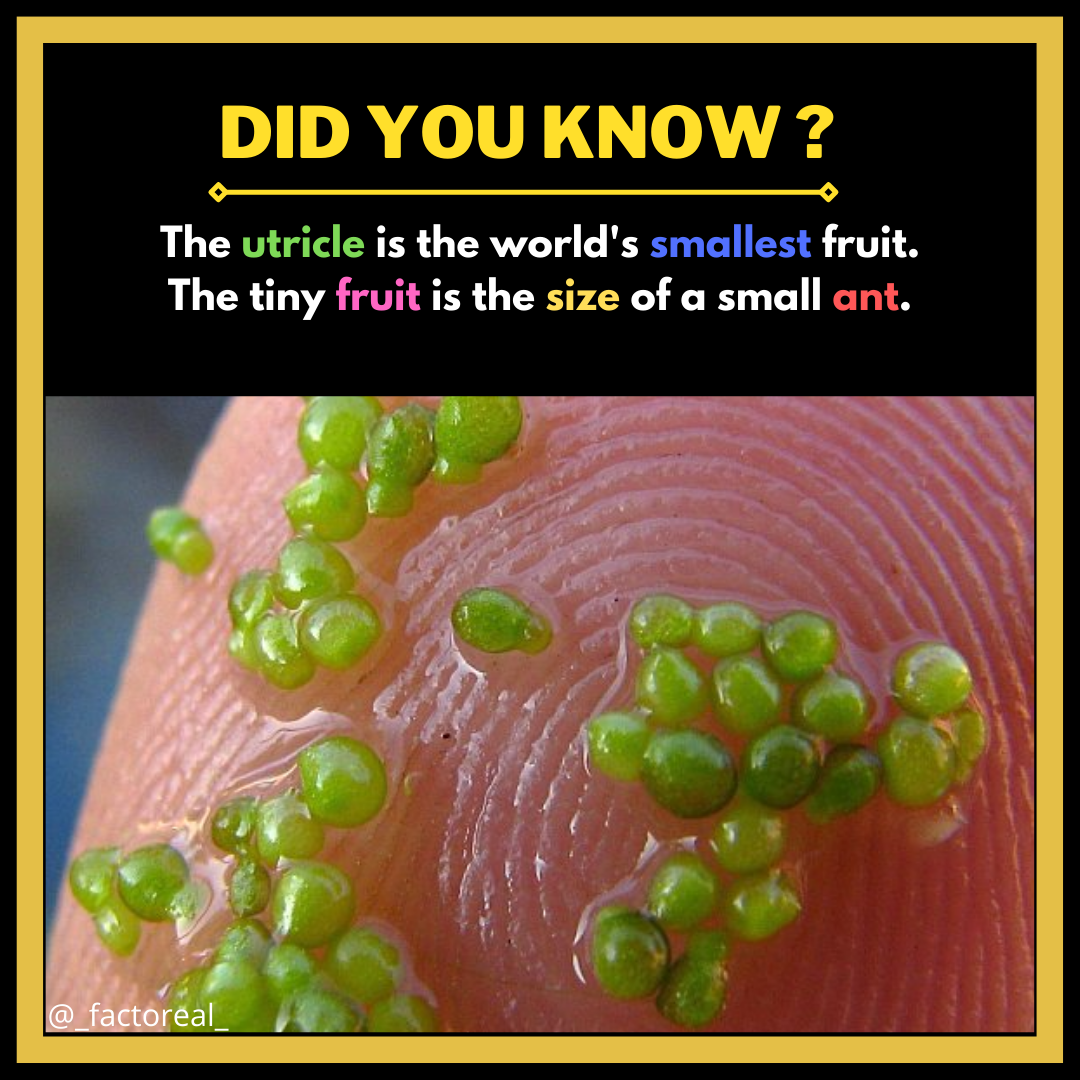 DID YOU KNOW ?
The utricle is the world's smallest fruit.
The tiny fruit is the size of a small ant.
@_factoreal_